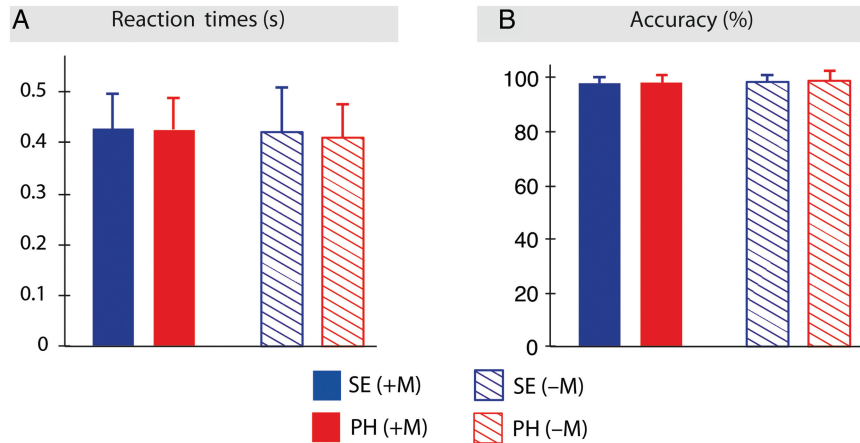 A Reaction times (s)
B Accuracy (%)
0.5
0.4
0.3
0.2
0.1
0
100
80
60
40
20
0
SE (+M)
SE (–M)
PH (+M)
PH (–M)